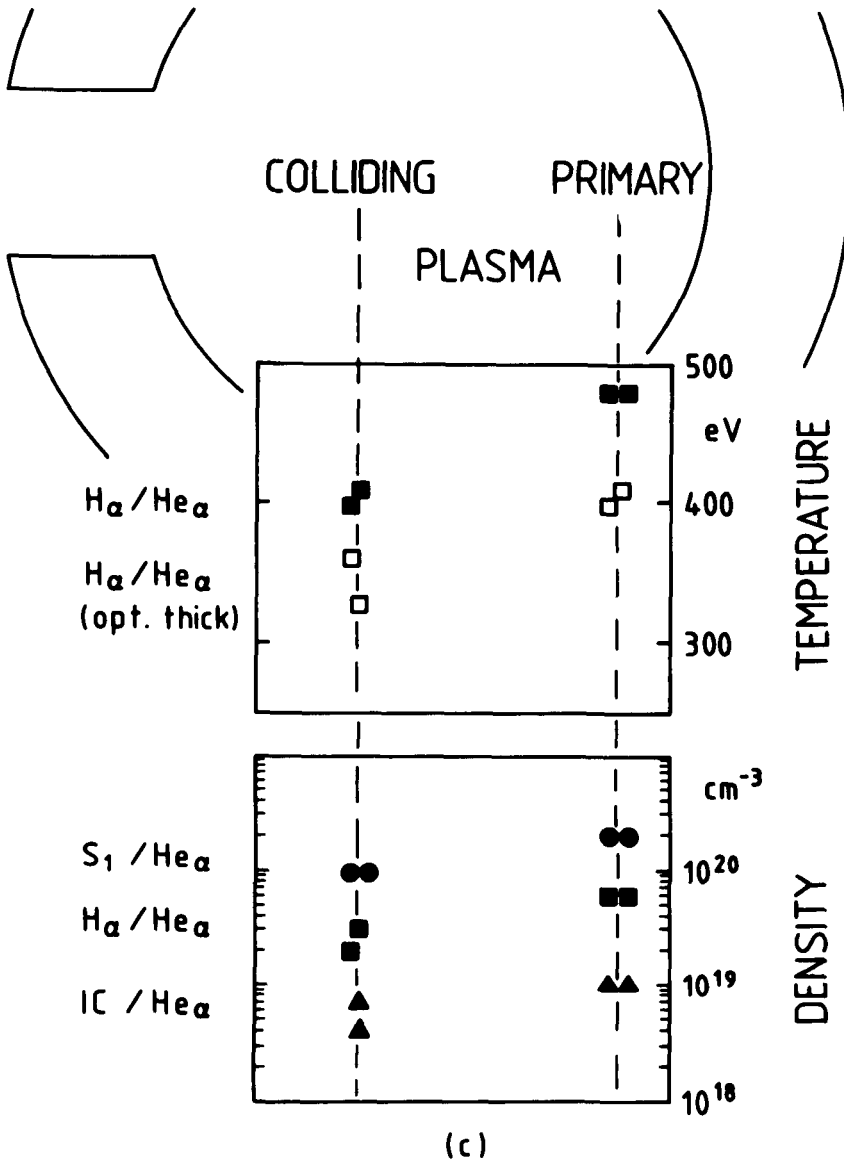 COLLIDING PRIMARY
PLASMA
500
eV
Hα/Heα
400
Hα/Heα
(opt. thick)
300
TEMPERATURE
cm⁻³
S₁/Heα
10²⁰
Hα/Heα
10¹⁹
IC/Heα
10¹⁸
DENSITY
(c)